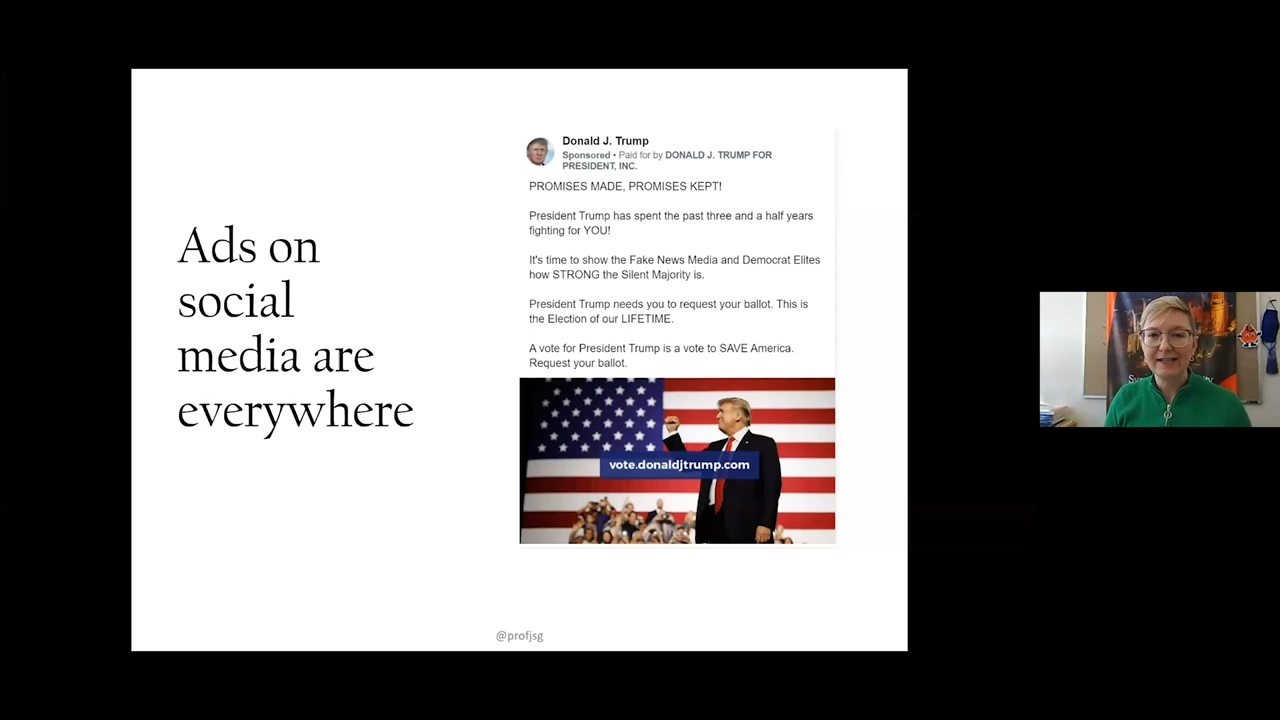 Ads on
social
media are
everywhere
Donald J. Trump
Sponsored • Paid for by DONALD J. TRUMP FOR
PRESIDENT, INC.
PROMISES MADE, PROMISES KEPT!
President Trump has spent the past three and a half years
fighting for YOU!
It's time to show the Fake News Media and Democrat Elites
how STRONG the Silent Majority is.
President Trump needs you to request your ballot. This is
the Election of our LIFETIME.
A vote for President Trump is a vote to SAVE America.
Request your ballot.
vote.donaldjtrump.com
@profjsg